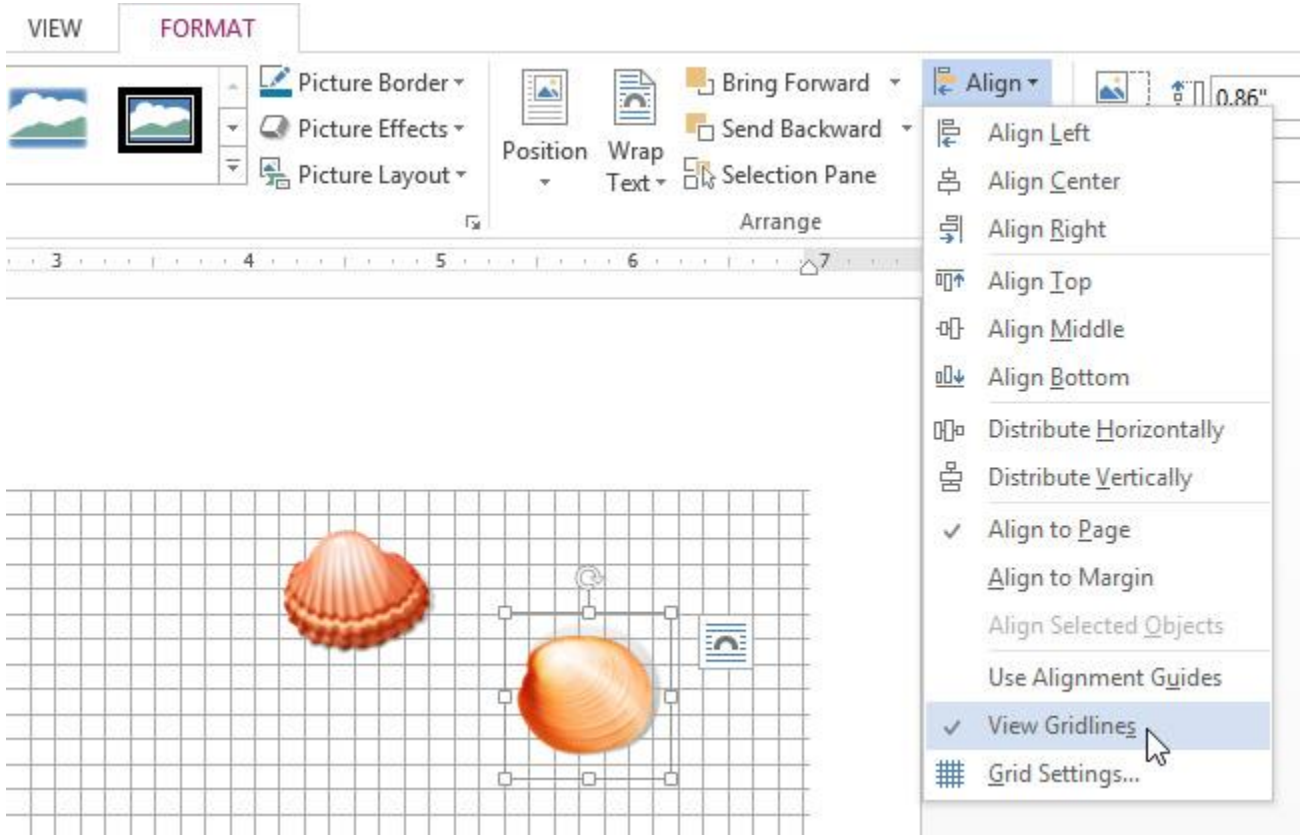 VIEW FORMAT
Picture Border
Picture Effects
Picture Layout
Position
Wrap
Text
Bring Forward
Send Backward
Selection Pane
Arrange
Align
0.86"
3 4 5 6 7
Align Left
Align Center
Align Right
Align Top
Align Middle
Align Bottom
Distribute Horizontally
Distribute Vertically
Align to Page
Align to Margin
Align Selected Objects
Use Alignment Guides
View Gridlines
Grid Settings...